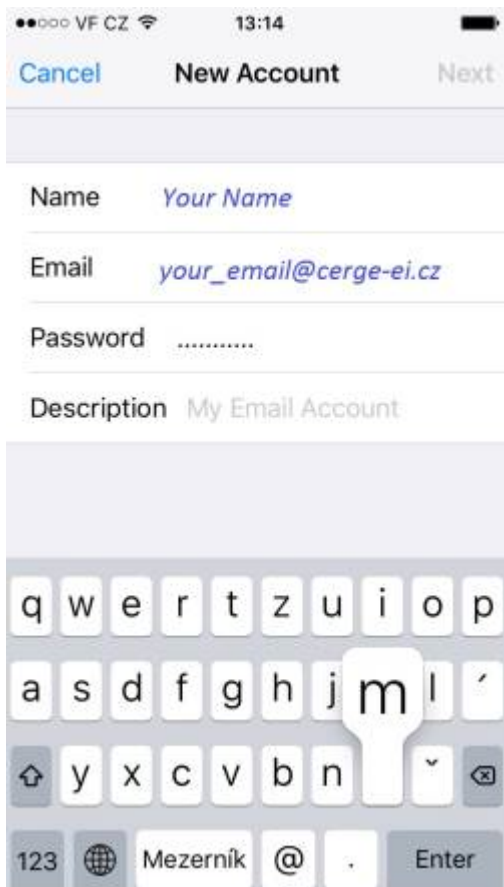 VF CZ 13:14
Cancel New Account Next
Name Your Name
Email your_email@cerge-ei.cz
Password ...........
Description My Email Account
q w e r t z u i o p
a s d f g h j m l ´
y x c v b n ˇ
123 Mezerník @ . Enter